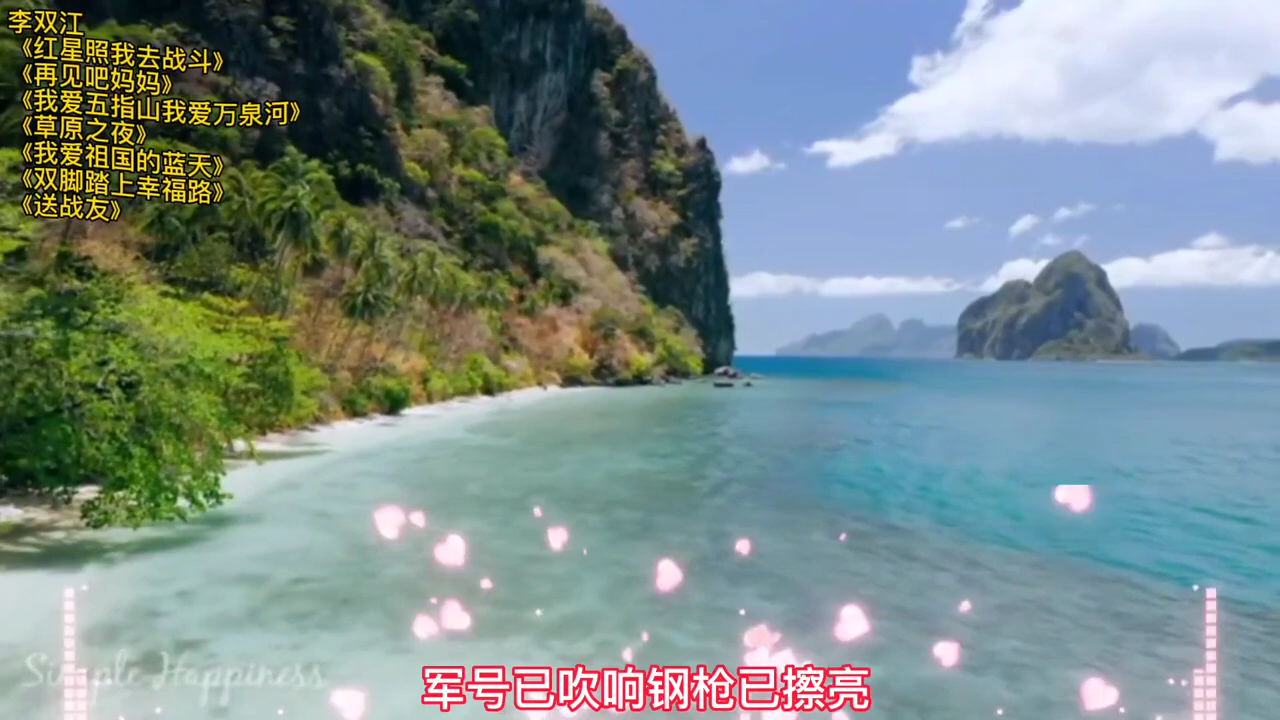 李双江
《红星照我去战斗》
《再见吧妈妈》
《我爱五指山我爱万泉河》
《草原之夜》
《我爱祖国的蓝天》
《双脚踏上幸福路》
《送战友》
Simple Happiness
军号已吹响钢枪已擦亮